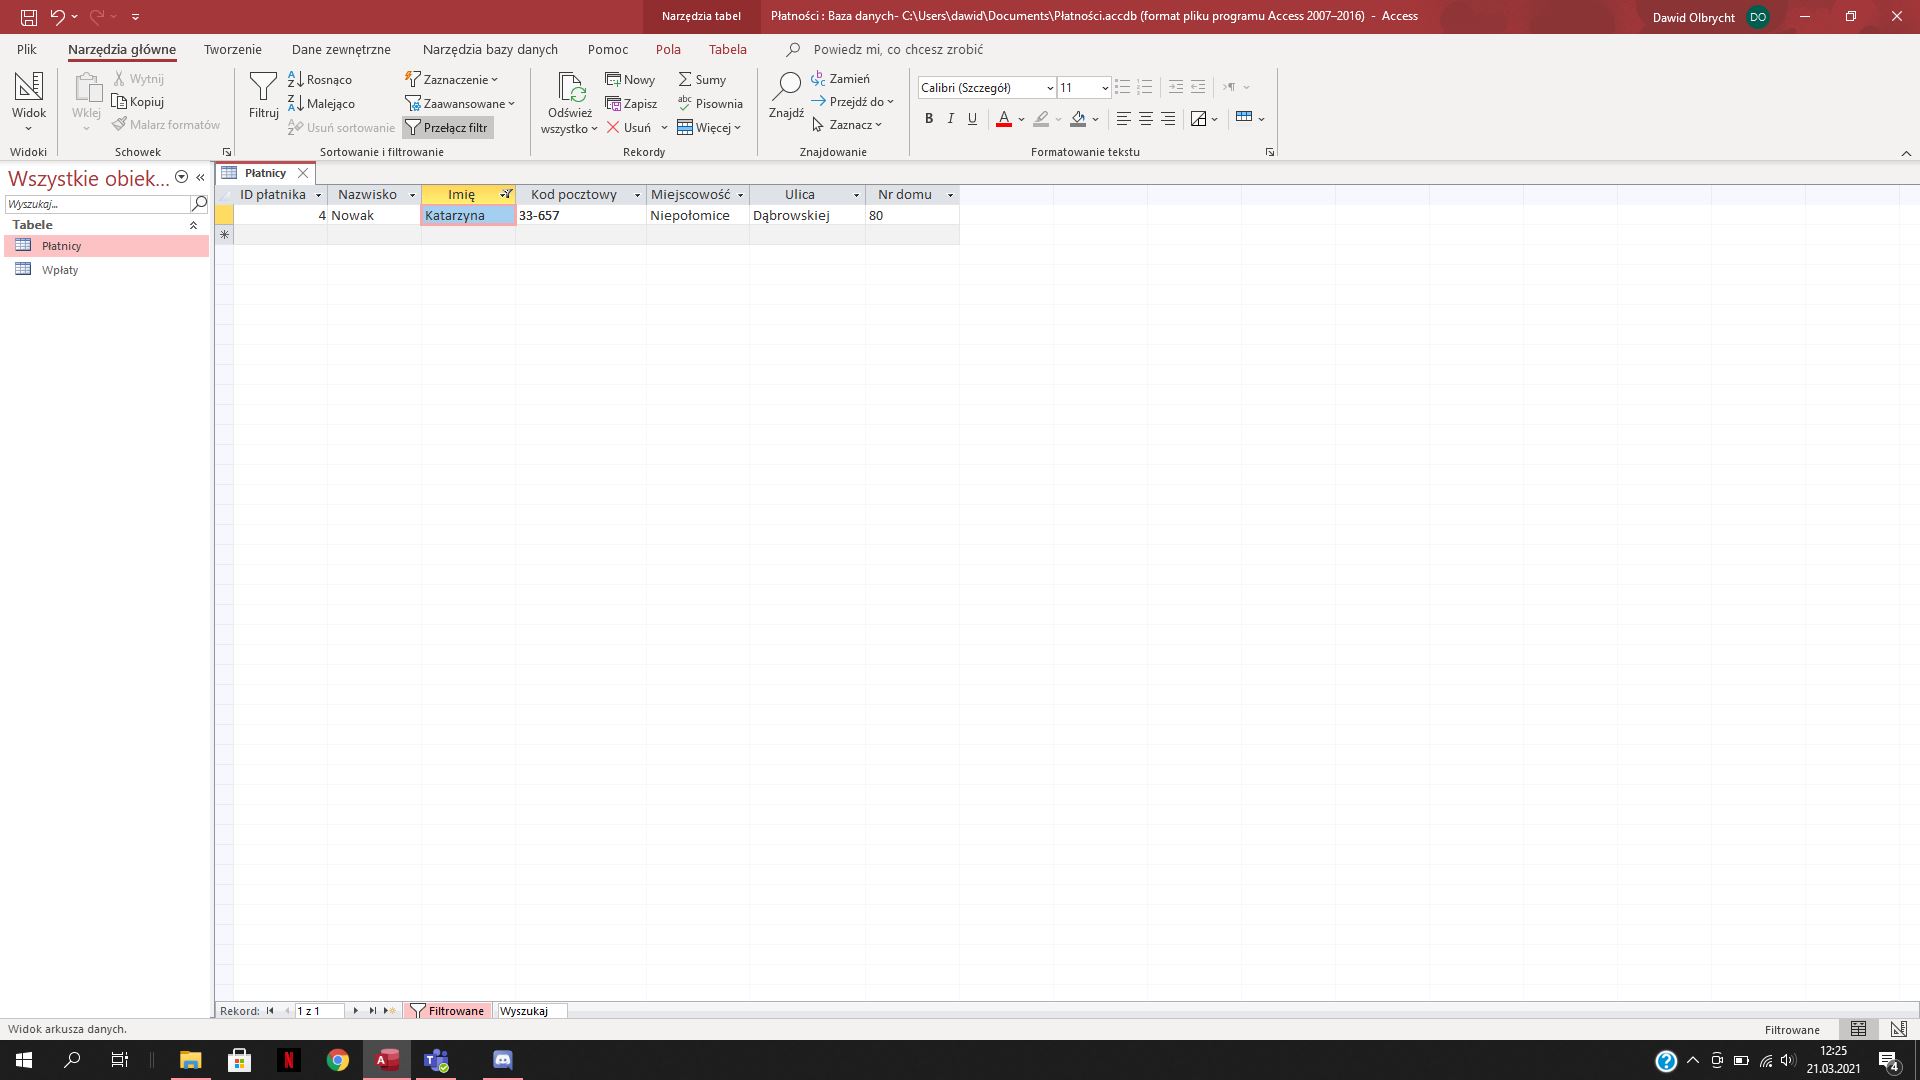 Narzędzia tabel
Płatności : Baza danych- C:\Users\dawid\Documents\Płatności.accdb (format pliku programu Access 2007–2016) - Access
Dawid Olbrycht
DO
Plik
Narzędzia główne
Tworzenie
Dane zewnętrzne
Narzędzia bazy danych
Pomoc
Pola
Tabela
Powiedz mi, co chcesz zrobić
Widok
Widoki
Wklej
Wytnij
Kopiuj
Malarz formatów
Schowek
Filtruj
Rosnąco
Malejąco
Usuń sortowanie
Zaznaczenie
Zaawansowane
Przełącz filtr
Sortowanie i filtrowanie
Odśwież
wszystko
Nowy
Zapisz
Usuń
Sumy
Pisownia
Więcej
Rekordy
Znajdź
Zamień
Przejdź do
Zaznacz
Znajdowanie
Calibri (Szczegół)
11
B I U
Formatowanie tekstu
Wszystkie obiek...
Wyszukaj...
Tabele
Płatnicy
Wpłaty
Płatnicy
ID płatnika Nazwisko Imię Kod pocztowy Miejscowość Ulica Nr domu
4 Nowak Katarzyna 33-657 Niepołomice Dąbrowskiej 80
Rekord: 1 z 1 Filtrowane Wyszukaj
Widok arkusza danych.
Filtrowane
12:25
21.03.2021
4